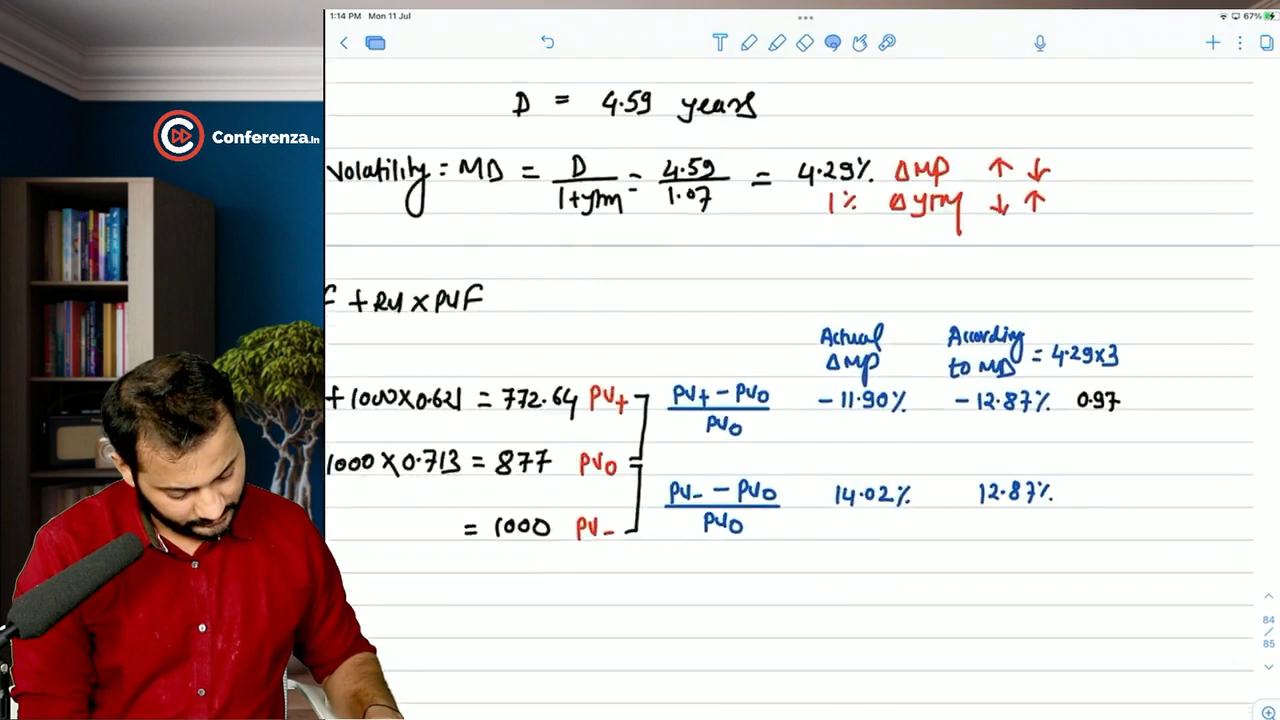 1:14 PM Mon 11 Jul
67%
Conferenza.in
D = 4.59 years
Volatility = MD = D / 1+ytm = 4.59 / 1.07 = 4.29% ΔMP ↑ ↓
1% Δytm ↓ ↑
F + RV × PVF
Actual ΔMP
According to MD = 4.29×3
+1000×0.621 = 772.64 PV+
PV+ - PV0 / PV0
-11.90% -12.87% 0.97
1000×0.713 = 877 PV0
PV- - PV0 / PV0
14.02% 12.87%
= 1000 PV-
84
/
85